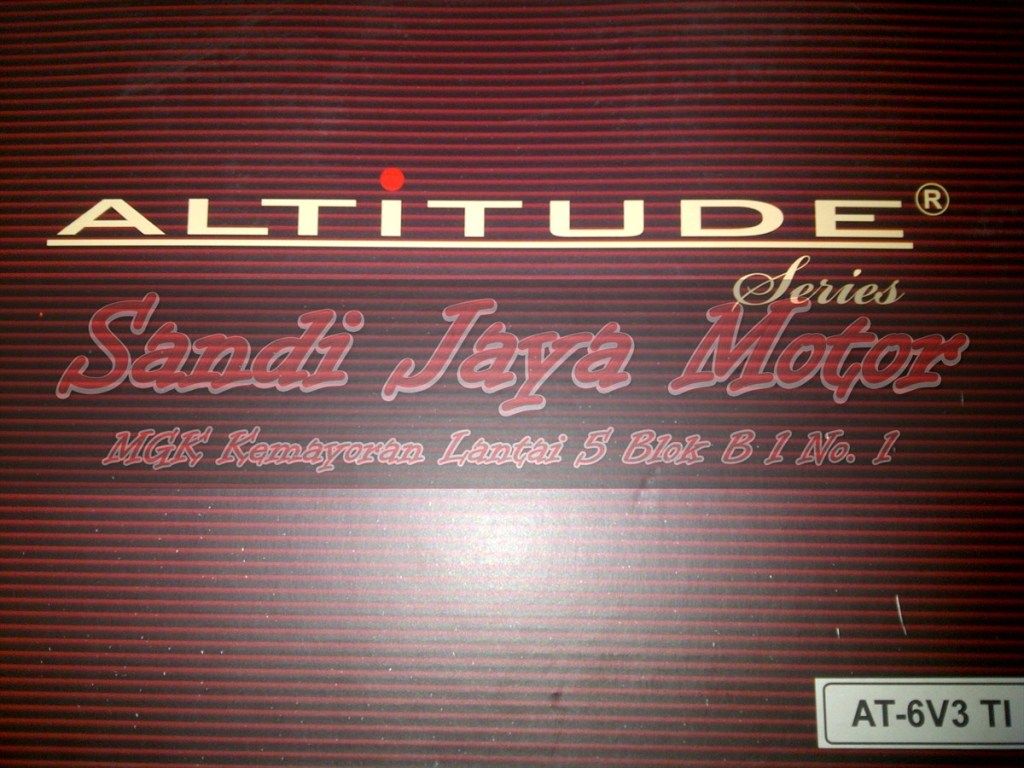 ALTiTUDE®
Series
Sandi Jaya Motor
MGK Kemayoran Lantai 5 Blok B 1 No. 1
AT-6V3 TI